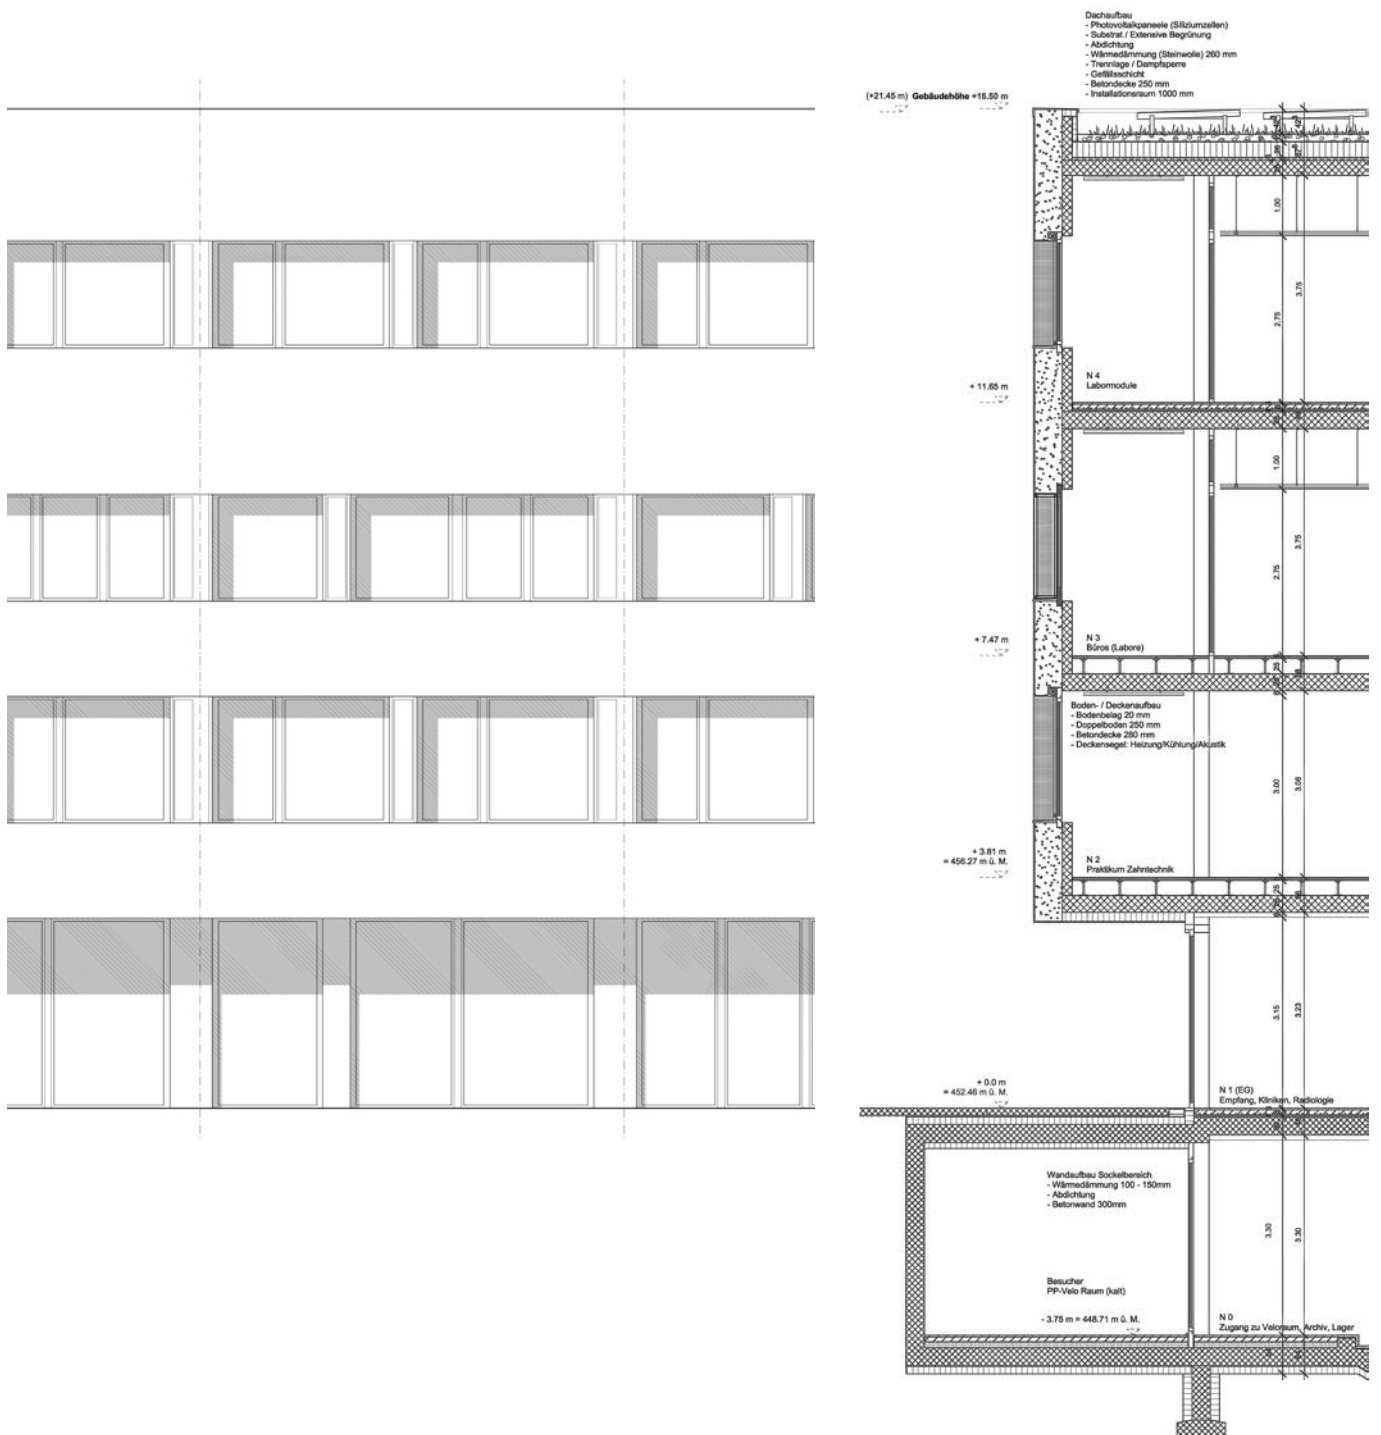 Dachaufbau
- Photovoltaikpaneele (Siliziumzellen)
- Substrat / Extensive Begrünung
- Abdichtung
- Wärmedämmung (Steinwolle) 260 mm
- Trennlage / Dampfsperre
- Gefällsschicht
- Betondecke 250 mm
- Installationsraum 1000 mm
(+21.45 m) Gebäudehöhe +16.50 m
1.00
3.75
2.75
N 4
Labormodule
+ 11.65 m
1.00
3.75
2.75
N 3
Büros (Labore)
+ 7.47 m
25
Boden- / Deckenaufbau
- Bodenbelag 20 mm
- Doppelboden 250 mm
- Betondecke 280 mm
- Deckensegel: Heizung/Kühlung/Akustik
3.00
3.08
+ 3.81 m
= 456.27 m ü. M.
N 2
Praktikum Zahntechnik
25
3.15
3.23
+ 0.0 m
= 452.46 m ü. M.
N 1 (EG)
Empfang, Kliniken, Radiologie
Wandaufbau Sockelbereich
- Wärmedämmung 100 - 150mm
- Abdichtung
- Betonwand 300mm
3.30
3.30
Besucher
PP-Velo Raum (kalt)
- 3.75 m = 448.71 m ü. M.
N 0
Zugang zu Veloraum, Archiv, Lager